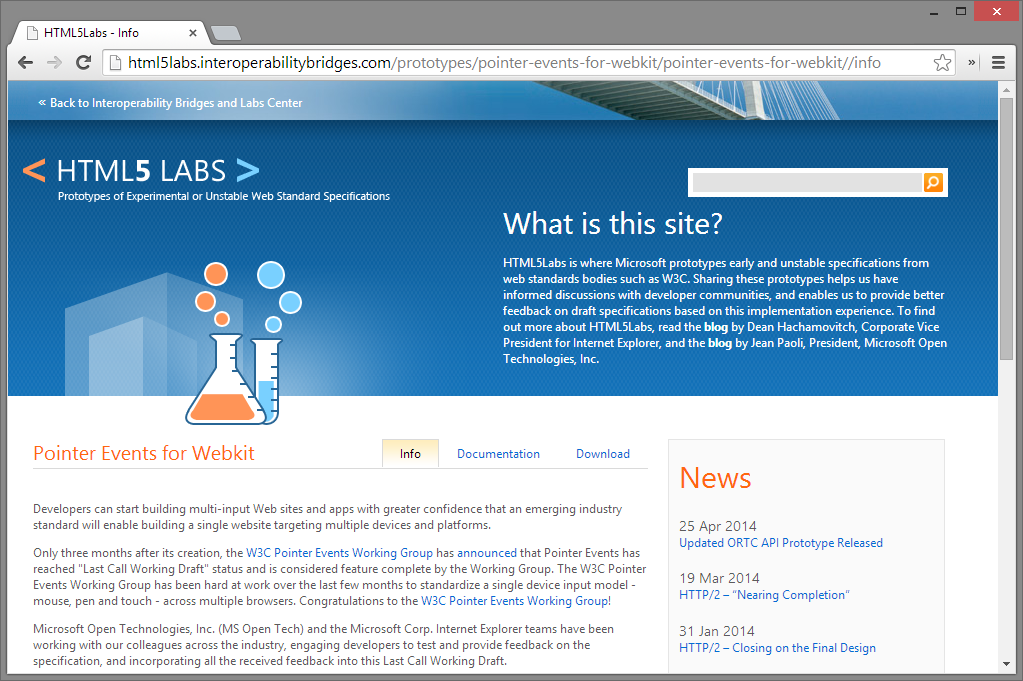 HTML5Labs - Info
html5labs.interoperabilitybridges.com/prototypes/pointer-events-for-webkit/pointer-events-for-webkit//info
« Back to Interoperability Bridges and Labs Center
< HTML5 LABS >
Prototypes of Experimental or Unstable Web Standard Specifications
What is this site?
HTML5Labs is where Microsoft prototypes early and unstable specifications from
web standards bodies such as W3C. Sharing these prototypes helps us have
informed discussions with developer communities, and enables us to provide better
feedback on draft specifications based on this implementation experience. To find
out more about HTML5Labs, read the blog by Dean Hachamovitch, Corporate Vice
President for Internet Explorer, and the blog by Jean Paoli, President, Microsoft Open
Technologies, Inc.
Pointer Events for Webkit
Info
Documentation
Download
Developers can start building multi-input Web sites and apps with greater confidence that an emerging industry
standard will enable building a single website targeting multiple devices and platforms.
Only three months after its creation, the W3C Pointer Events Working Group has announced that Pointer Events has
reached "Last Call Working Draft" status and is considered feature complete by the Working Group. The W3C Pointer
Events Working Group has been hard at work over the last few months to standardize a single device input model -
mouse, pen and touch - across multiple browsers. Congratulations to the W3C Pointer Events Working Group!
Microsoft Open Technologies, Inc. (MS Open Tech) and the Microsoft Corp. Internet Explorer teams have been
working with our colleagues across the industry, engaging developers to test and provide feedback on the
specification, and incorporating all the received feedback into this Last Call Working Draft.
News
25 Apr 2014
Updated ORTC API Prototype Released
19 Mar 2014
HTTP/2 – “Nearing Completion”
31 Jan 2014
HTTP/2 – Closing on the Final Design